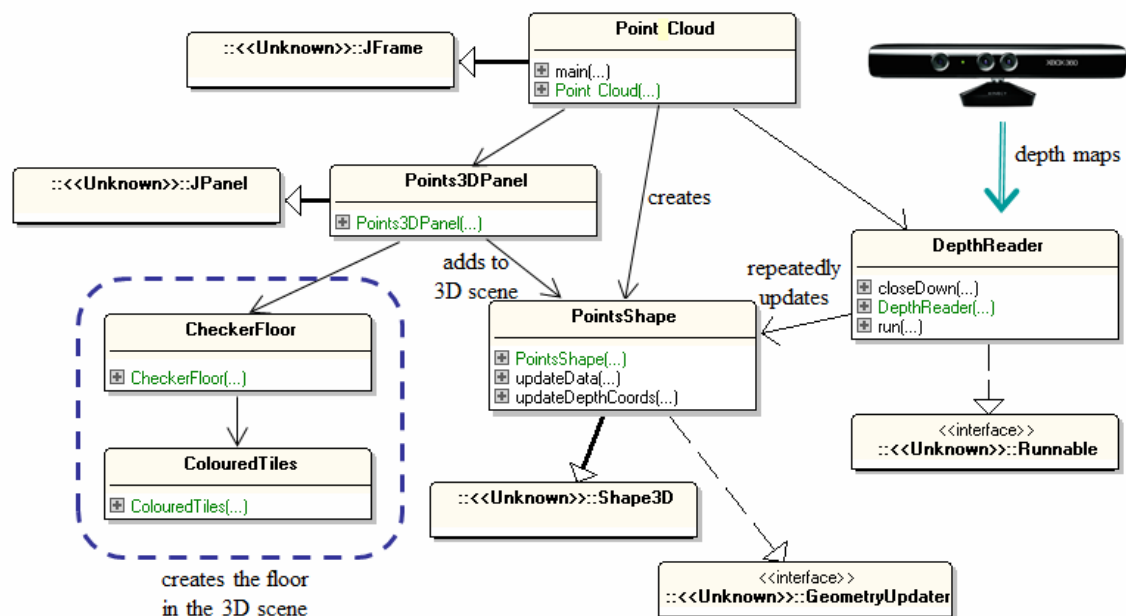 Point Cloud
main(...)
Point Cloud(...)
::<<Unknown>>::JFrame
XBOX360
depth maps
Points3DPanel
Points3DPanel(...)
::<<Unknown>>::JPanel
creates
adds to
3D scene
DepthReader
closeDown(...)
DepthReader(...)
run(...)
repeatedly
updates
CheckerFloor
CheckerFloor(...)
PointsShape
PointsShape(...)
updateData(...)
updateDepthCoords(...)
<<interface>>
::<<Unknown>>::Runnable
ColouredTiles
ColouredTiles(...)
::<<Unknown>>::Shape3D
creates the floor
in the 3D scene
<<interface>>
::<<Unknown>>::GeometryUpdater